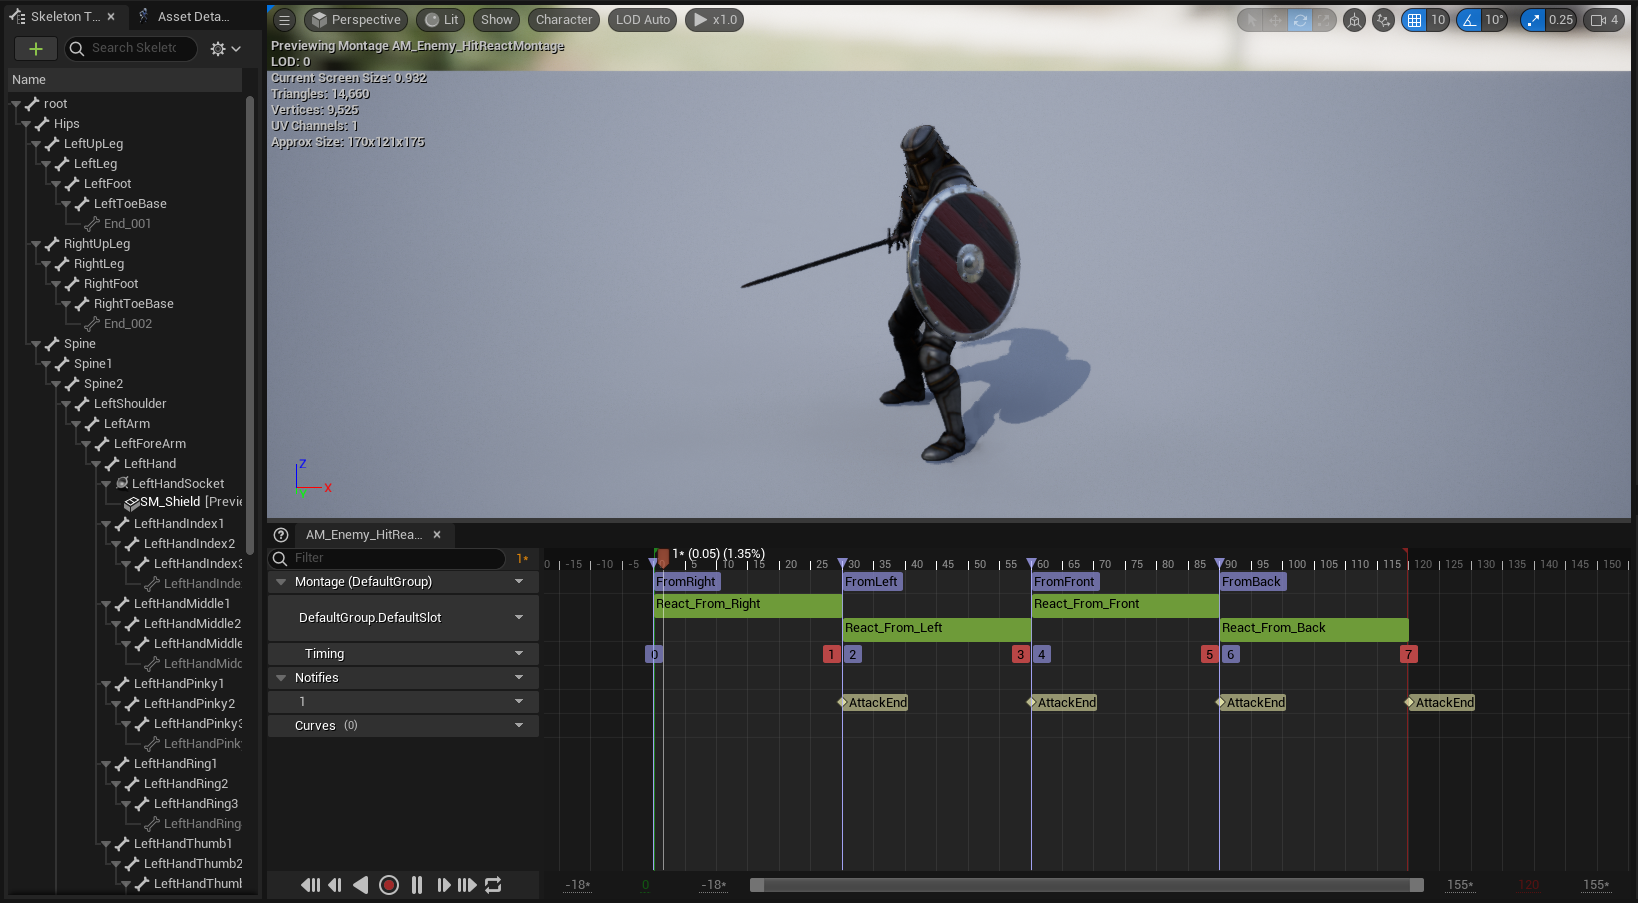 Skeleton T...
Asset Deta...
Search Skelet
Name
root
Hips
LeftUpLeg
LeftLeg
LeftFoot
LeftToeBase
End_001
RightUpLeg
RightLeg
RightFoot
RightToeBase
End_002
Spine
Spine1
Spine2
LeftShoulder
LeftArm
LeftForeArm
LeftHand
LeftHandSocket
SM_Shield [Previe
LeftHandIndex1
LeftHandIndex2
LeftHandIndex3
LeftHandInde
LeftHandMiddle1
LeftHandMiddle2
LeftHandMiddle
LeftHandMidd
LeftHandPinky1
LeftHandPinky2
LeftHandPinky3
LeftHandPink
LeftHandRing1
LeftHandRing2
LeftHandRing3
LeftHandRing
LeftHandThumb1
LeftHandThumb2
LeftHandThumb
Perspective Lit Show Character LOD Auto x1.0
10 10° 0.25 4
Previewing Montage AM_Enemy_HitReactMontage
LOD: 0
Current Screen Size: 0.932
Triangles: 14,660
Vertices: 9,525
UV Channels: 1
Approx Size: 170x121x175
Z
Y X
AM_Enemy_HitRea...
Filter 1*
1* (0.05) (1.35%)
0 -15 -10 -5 5 10 15 20 25 30 35 40 45 50 55 60 65 70 75 80 85 90 95 100 105 110 115 120 125 130 135 140 145 150
Montage (DefaultGroup)
FromRight FromLeft FromFront FromBack
DefaultGroup.DefaultSlot
React_From_Right React_From_Front
React_From_Left React_From_Back
Timing
0 1 2 3 4 5 6 7
Notifies
1
AttackEnd AttackEnd AttackEnd AttackEnd
Curves (0)
-18* 0 -18* 155* 120 155*